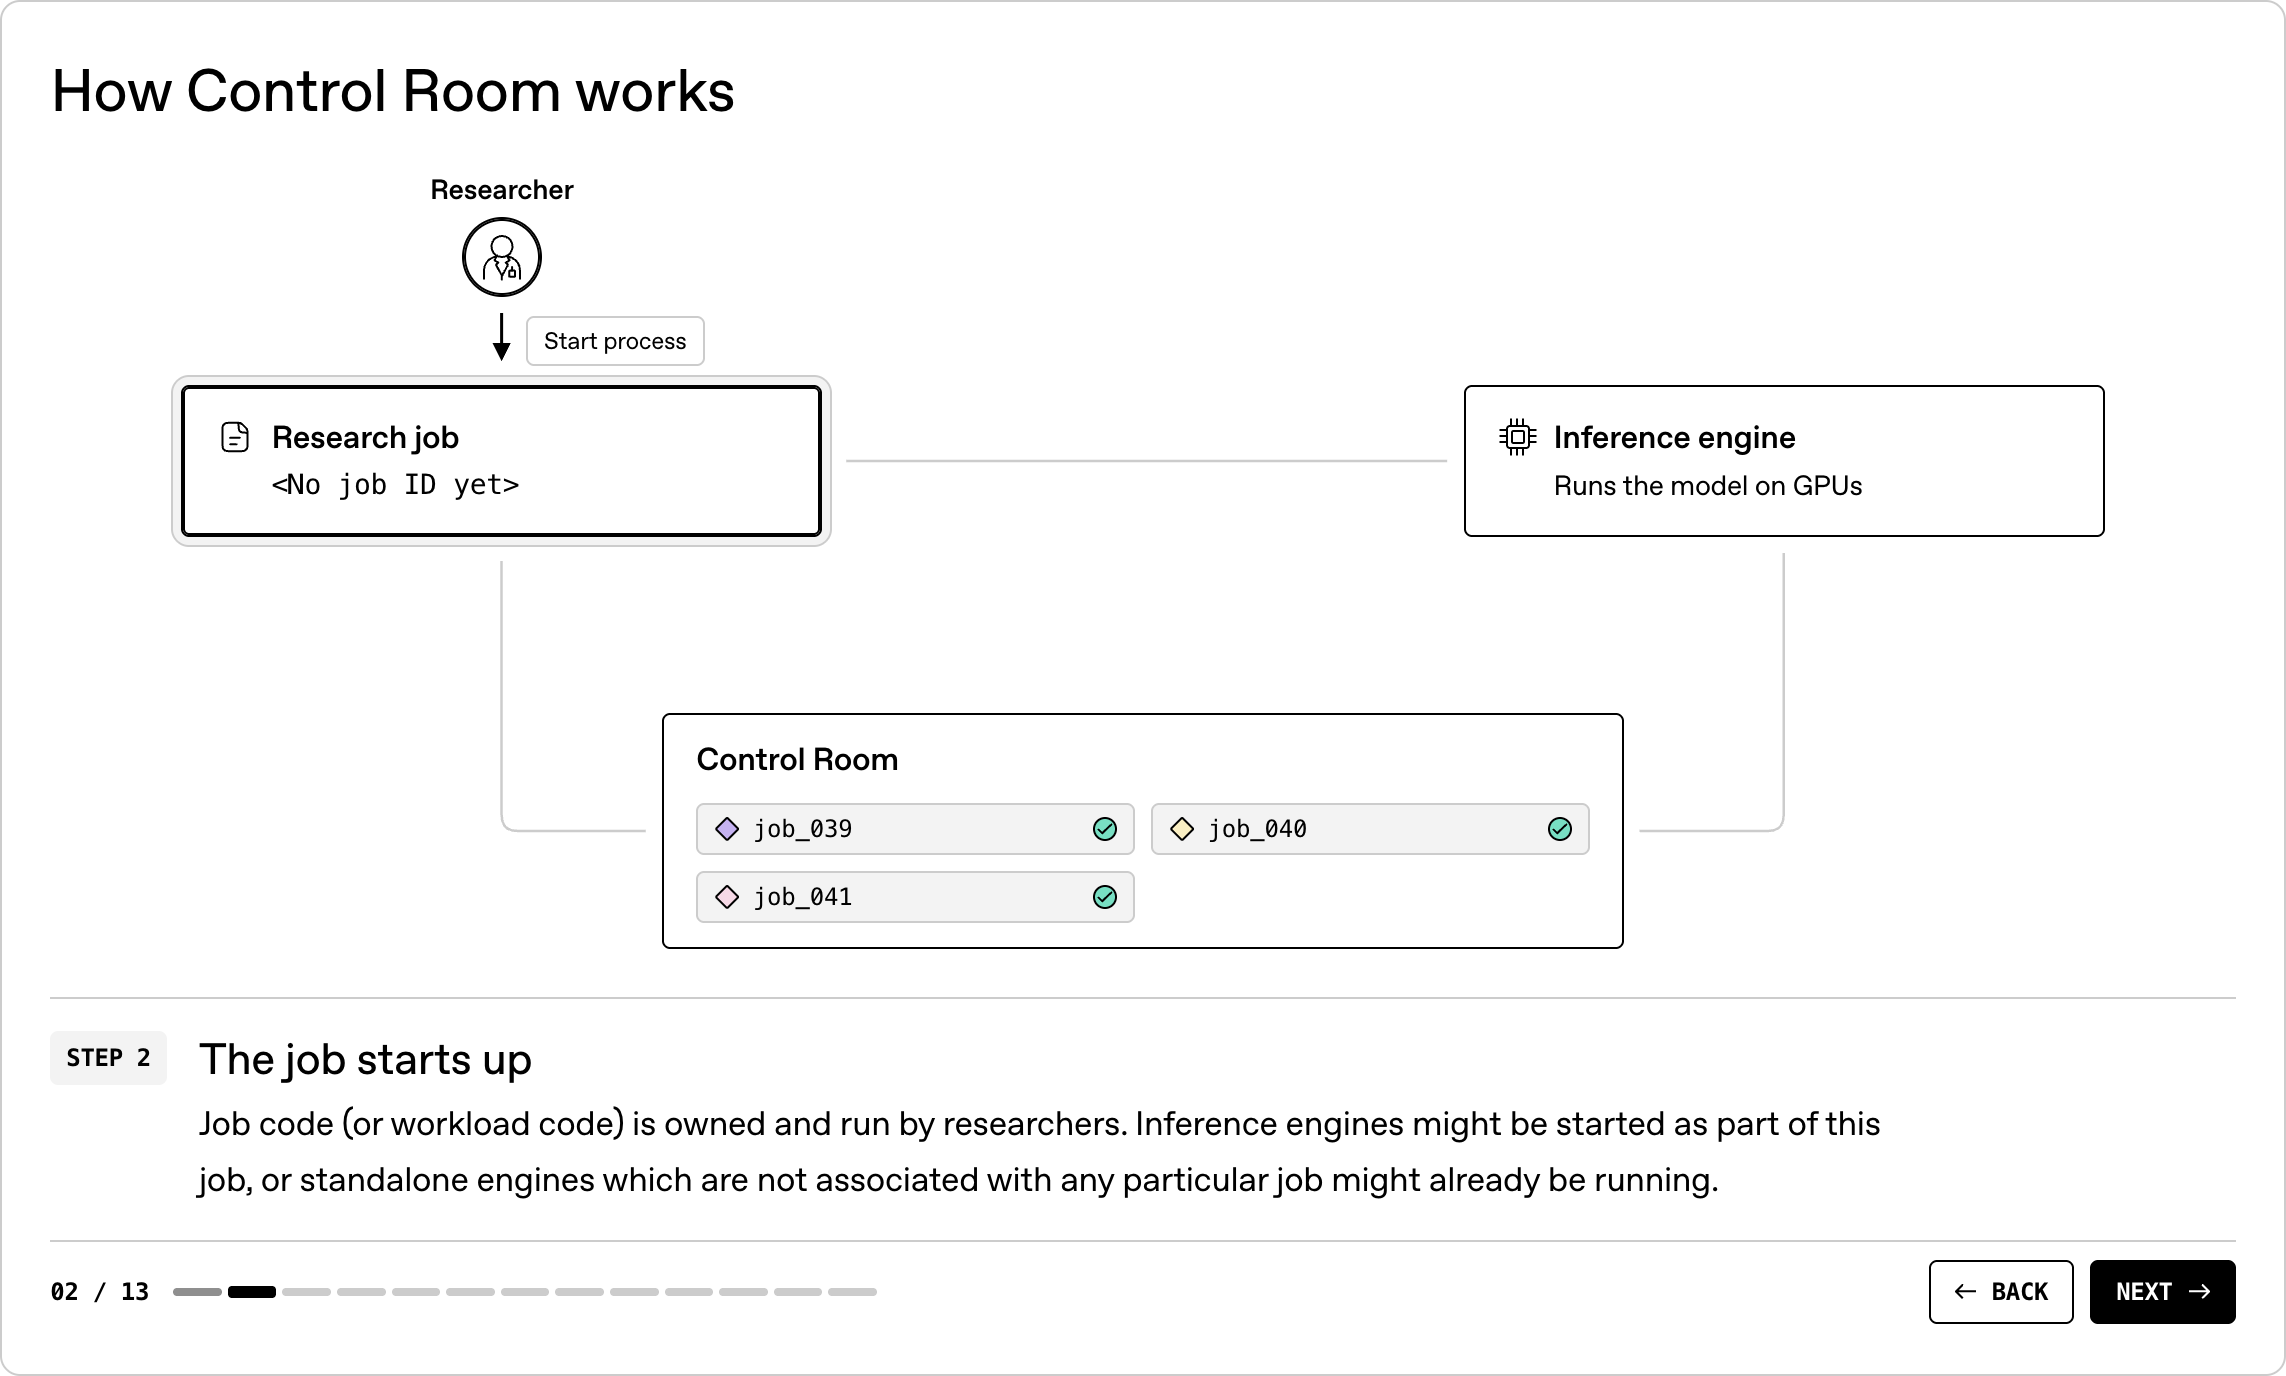 How Control Room works
Researcher
Start process
Research job
<No job ID yet>
Inference engine
Runs the model on GPUs
Control Room
job_039
job_040
job_041
STEP 2
The job starts up
Job code (or workload code) is owned and run by researchers. Inference engines might be started as part of this
job, or standalone engines which are not associated with any particular job might already be running.
02 / 13
← BACK
NEXT →